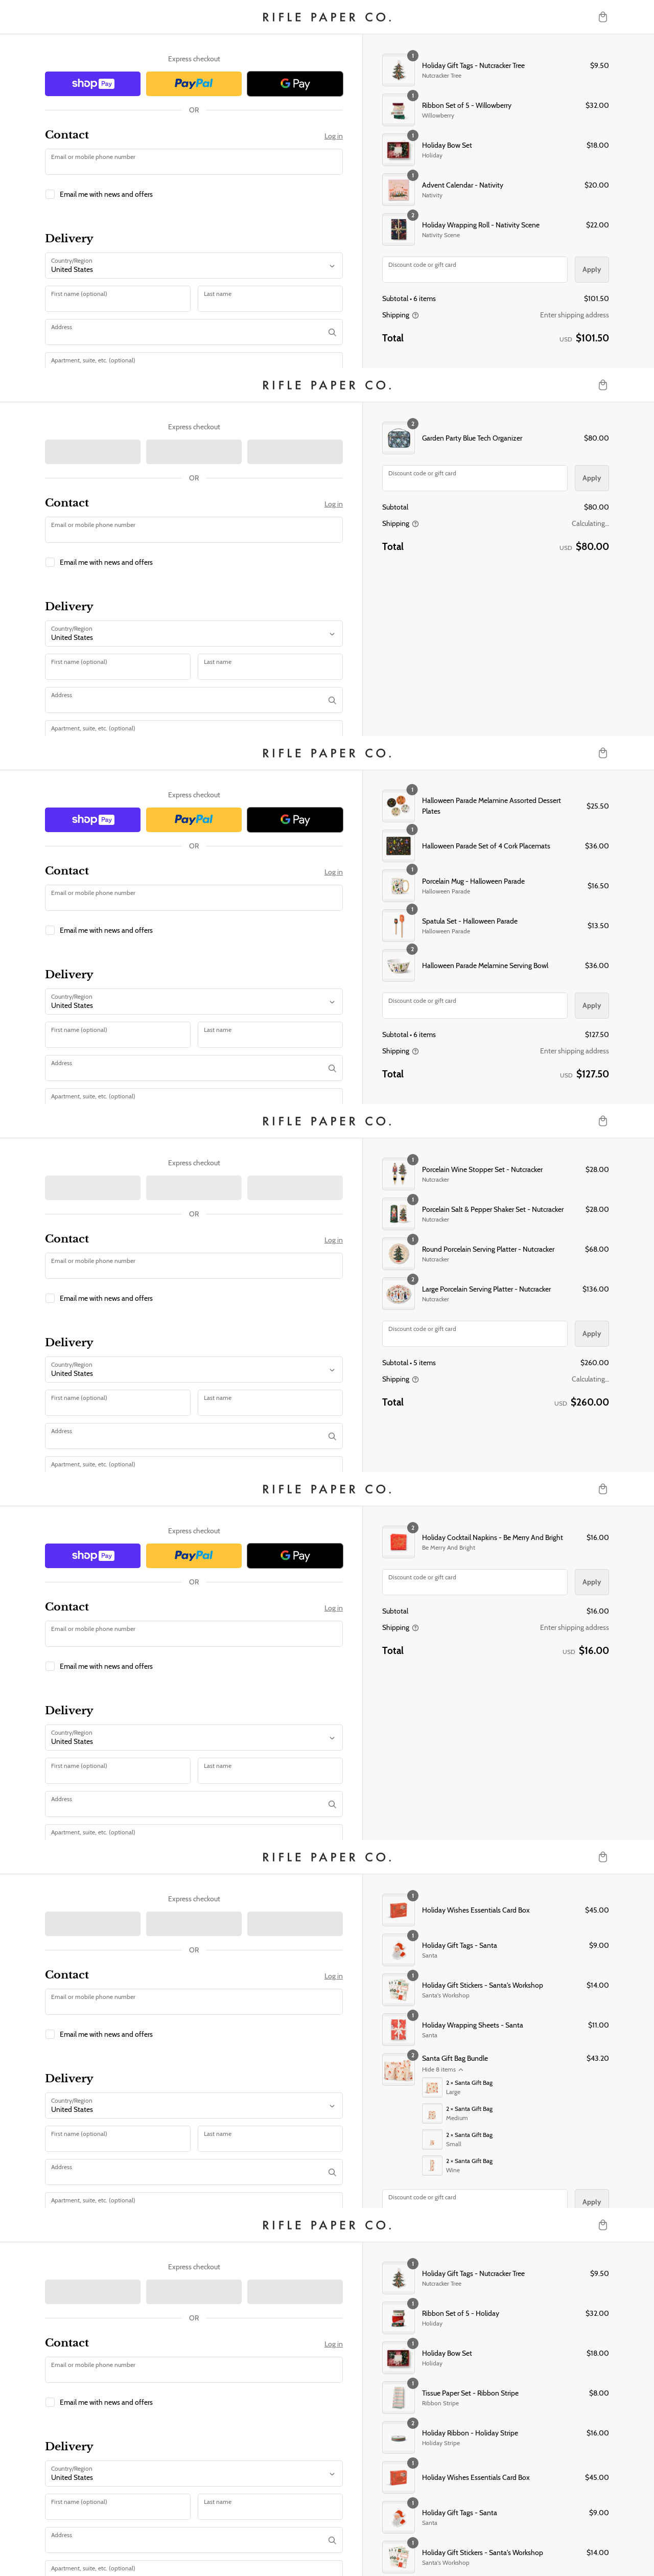 RIFLE PAPER CO.
Express checkout
shop Pay
PayPal
G Pay
OR
Contact
Log in
Email or mobile phone number
Email me with news and offers
Delivery
Country/Region
United States
First name (optional)
Last name
Address
Apartment, suite, etc. (optional)
1
Holiday Gift Tags - Nutcracker Tree
$9.50
Nutcracker Tree
1
Ribbon Set of 5 - Willowberry
$32.00
Willowberry
1
Holiday Bow Set
$18.00
Holiday
1
Advent Calendar - Nativity
$20.00
Nativity
2
Holiday Wrapping Roll - Nativity Scene
$22.00
Nativity Scene
Discount code or gift card
Apply
Subtotal • 6 items
$101.50
Shipping
Enter shipping address
Total
USD $101.50
RIFLE PAPER CO.
Express checkout
OR
Contact
Log in
Email or mobile phone number
Email me with news and offers
Delivery
Country/Region
United States
First name (optional)
Last name
Address
Apartment, suite, etc. (optional)
2
Garden Party Blue Tech Organizer
$80.00
Discount code or gift card
Apply
Subtotal
$80.00
Shipping
Calculating...
Total
USD $80.00
RIFLE PAPER CO.
Express checkout
shop Pay
PayPal
G Pay
OR
Contact
Log in
Email or mobile phone number
Email me with news and offers
Delivery
Country/Region
United States
First name (optional)
Last name
Address
Apartment, suite, etc. (optional)
1
Halloween Parade Melamine Assorted Dessert
Plates
$25.50
1
Halloween Parade Set of 4 Cork Placemats
$36.00
1
Porcelain Mug - Halloween Parade
$16.50
Halloween Parade
1
Spatula Set - Halloween Parade
$13.50
Halloween Parade
2
Halloween Parade Melamine Serving Bowl
$36.00
Discount code or gift card
Apply
Subtotal • 6 items
$127.50
Shipping
Enter shipping address
Total
USD $127.50
RIFLE PAPER CO.
Express checkout
OR
Contact
Log in
Email or mobile phone number
Email me with news and offers
Delivery
Country/Region
United States
First name (optional)
Last name
Address
Apartment, suite, etc. (optional)
1
Porcelain Wine Stopper Set - Nutcracker
$28.00
Nutcracker
1
Porcelain Salt & Pepper Shaker Set - Nutcracker
$28.00
Nutcracker
1
Round Porcelain Serving Platter - Nutcracker
$68.00
Nutcracker
2
Large Porcelain Serving Platter - Nutcracker
$136.00
Nutcracker
Discount code or gift card
Apply
Subtotal • 5 items
$260.00
Shipping
Calculating...
Total
USD $260.00
RIFLE PAPER CO.
Express checkout
shop Pay
PayPal
G Pay
OR
Contact
Log in
Email or mobile phone number
Email me with news and offers
Delivery
Country/Region
United States
First name (optional)
Last name
Address
Apartment, suite, etc. (optional)
2
Holiday Cocktail Napkins - Be Merry And Bright
$16.00
Be Merry And Bright
Discount code or gift card
Apply
Subtotal
$16.00
Shipping
Enter shipping address
Total
USD $16.00
RIFLE PAPER CO.
Express checkout
OR
Contact
Log in
Email or mobile phone number
Email me with news and offers
Delivery
Country/Region
United States
First name (optional)
Last name
Address
Apartment, suite, etc. (optional)
1
Holiday Wishes Essentials Card Box
$45.00
1
Holiday Gift Tags - Santa
$9.00
Santa
1
Holiday Gift Stickers - Santa's Workshop
$14.00
Santa's Workshop
1
Holiday Wrapping Sheets - Santa
$11.00
Santa
2
Santa Gift Bag Bundle
$43.20
Hide 8 items
2 × Santa Gift Bag
Large
2 × Santa Gift Bag
Medium
2 × Santa Gift Bag
Small
2 × Santa Gift Bag
Wine
Discount code or gift card
Apply
RIFLE PAPER CO.
Express checkout
OR
Contact
Log in
Email or mobile phone number
Email me with news and offers
Delivery
Country/Region
United States
First name (optional)
Last name
Address
Apartment, suite, etc. (optional)
1
Holiday Gift Tags - Nutcracker Tree
$9.50
Nutcracker Tree
1
Ribbon Set of 5 - Holiday
$32.00
Holiday
1
Holiday Bow Set
$18.00
Holiday
1
Tissue Paper Set - Ribbon Stripe
$8.00
Ribbon Stripe
2
Holiday Ribbon - Holiday Stripe
$16.00
Holiday Stripe
1
Holiday Wishes Essentials Card Box
$45.00
1
Holiday Gift Tags - Santa
$9.00
Santa
1
Holiday Gift Stickers - Santa's Workshop
$14.00
Santa's Workshop